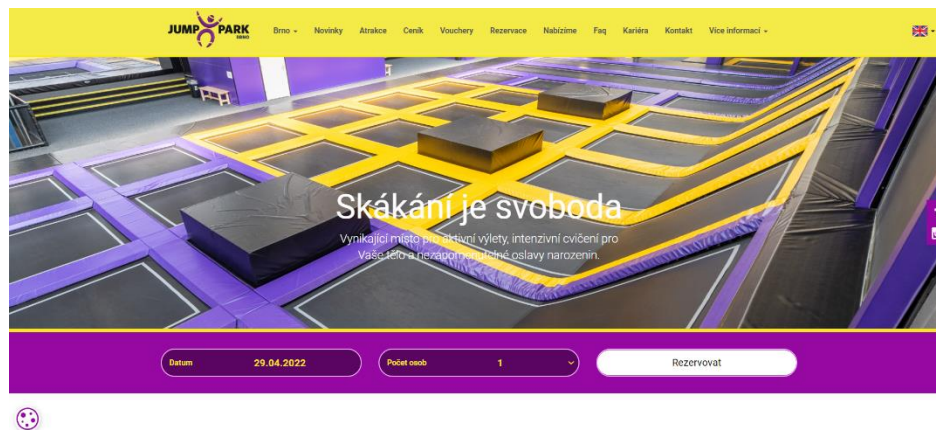 JUMP PARK
BRNO
Brno Novinky Atrakce Ceník Vouchery Rezervace Nabízíme Faq Kariéra Kontakt Více informací
Skákání je svoboda
Vynikající místo pro aktivní výlety, intenzivní cvičení pro
Vaše tělo a nezapomenutelné oslavy narozenin.
Datum 29.04.2022 Počet osob 1 Rezervovat